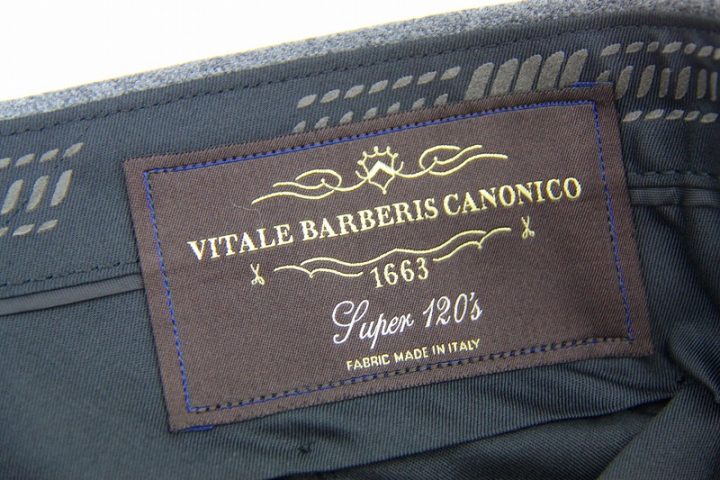 VITALE BARBERIS CANONICO
1663
Super 120's
FABRIC MADE IN ITALY